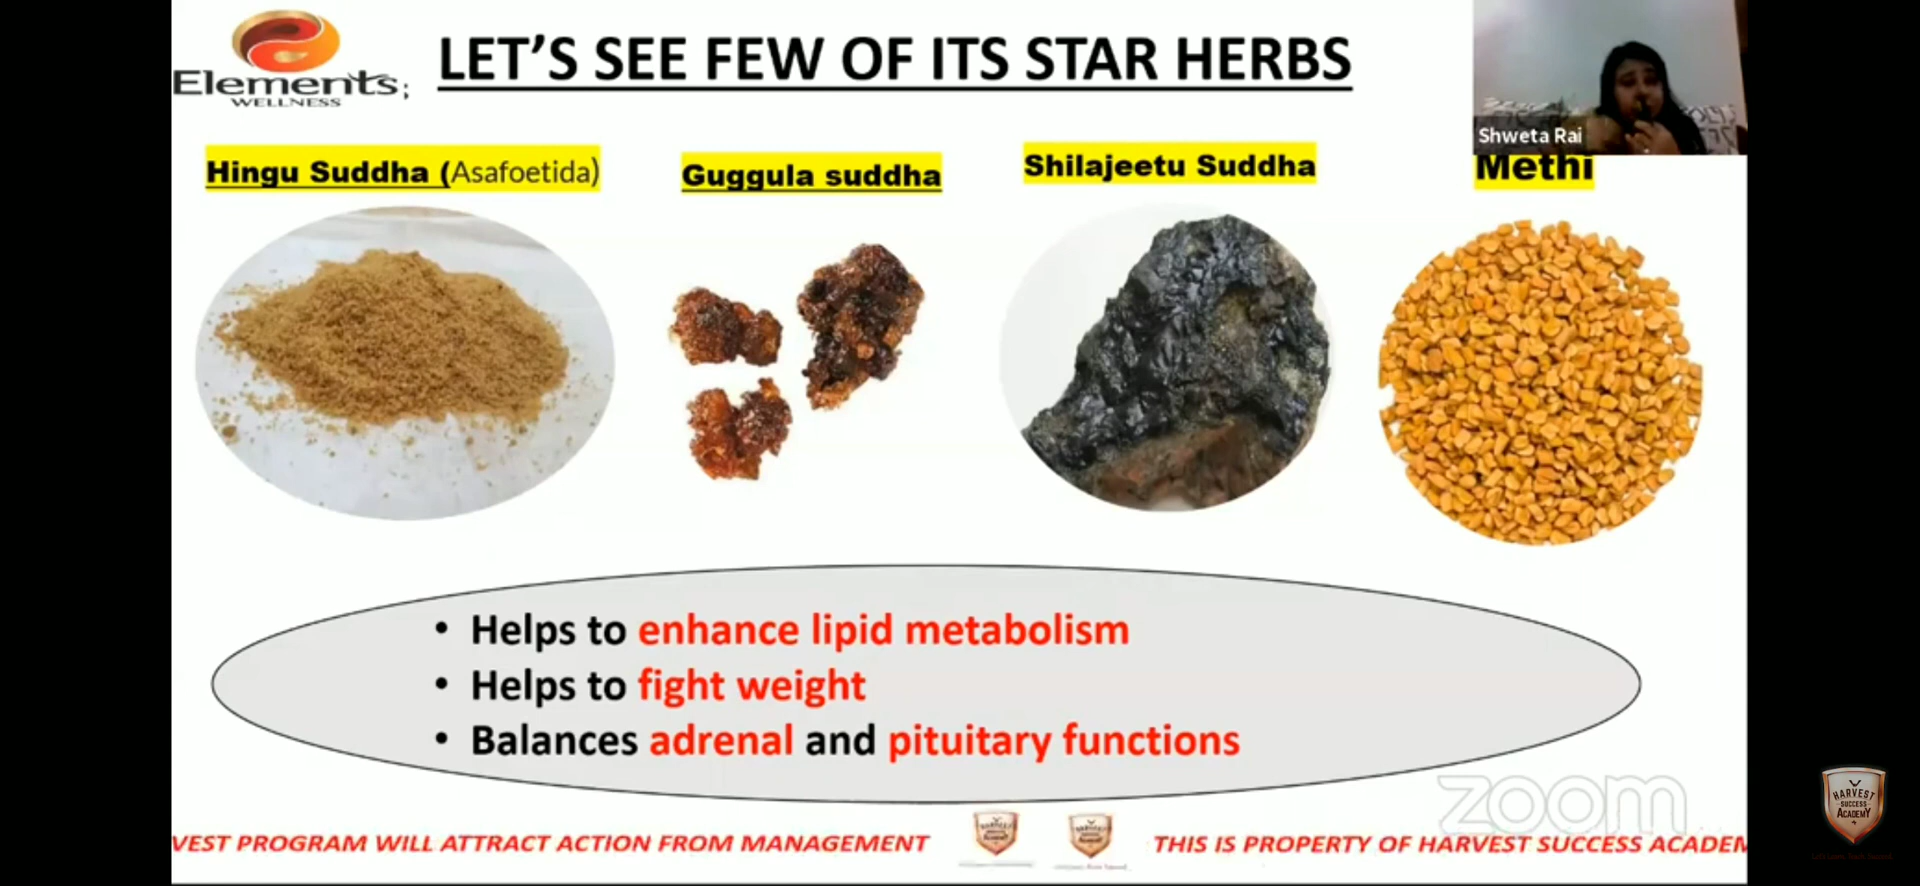 Elements
WELLNESS
LET'S SEE FEW OF ITS STAR HERBS
Shweta Rai
Hingu Suddha (Asafoetida)
Guggula suddha
Shilajeetu Suddha
Methi
• Helps to enhance lipid metabolism
• Helps to fight weight
• Balances adrenal and pituitary functions
zoom
VEST PROGRAM WILL ATTRACT ACTION FROM MANAGEMENT
THIS IS PROPERTY OF HARVEST SUCCESS ACADEM
HARVEST
SUCCESS
ACADEMY